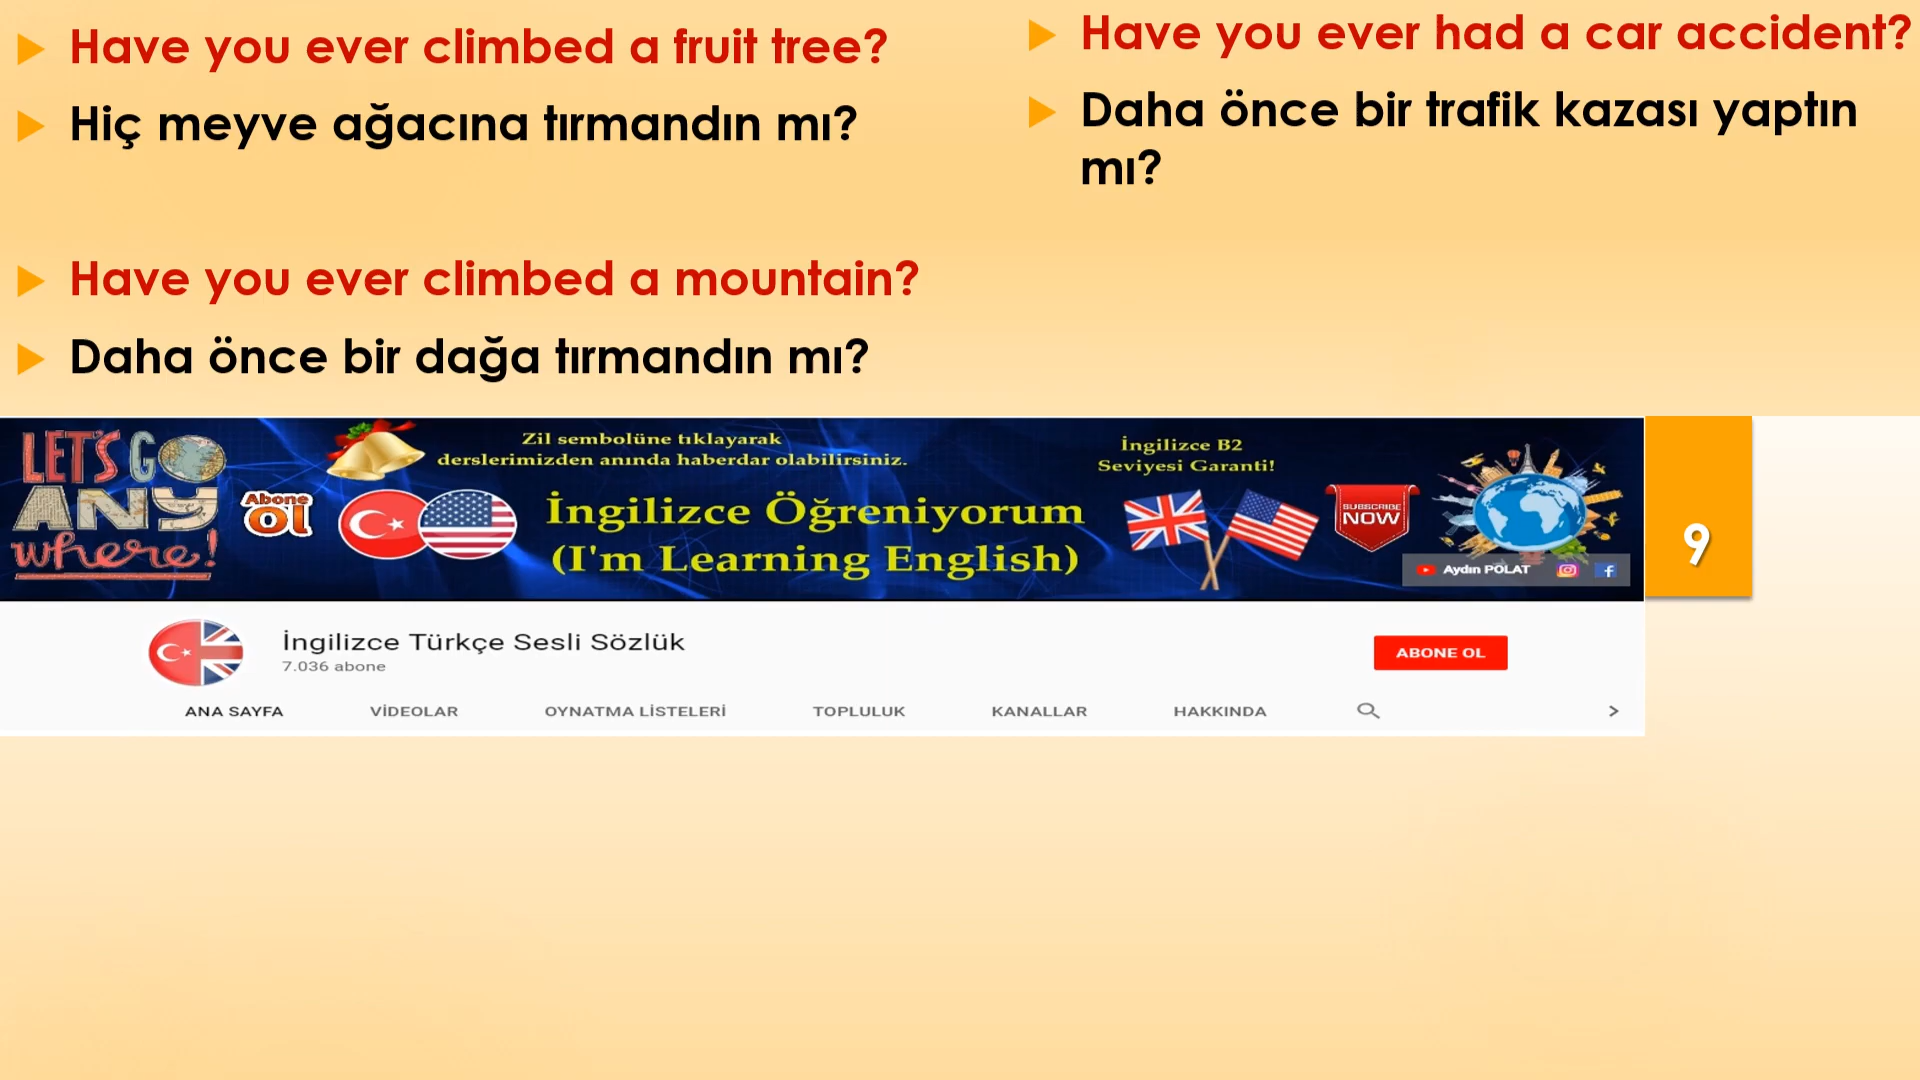 Have you ever climbed a fruit tree?
Hiç meyve ağacına tırmandın mı?
Have you ever climbed a mountain?
Daha önce bir dağa tırmandın mı?
Have you ever had a car accident?
Daha önce bir trafik kazası yaptın
mı?
LET'S GO
ANY
where!
Abone
Ol
Zil sembolüne tıklayarak
derslerimizden anında haberdar olabilirsiniz.
İngilizce Öğreniyorum
(I'm Learning English)
İngilizce B2
Seviyesi Garanti!
SUBSCRIBE
NOW
Aydın POLAT
9
İngilizce Türkçe Sesli Sözlük
7.036 abone
ABONE OL
ANA SAYFA VİDEOLAR OYNATMA LİSTELERİ TOPLULUK KANALLAR HAKKINDA